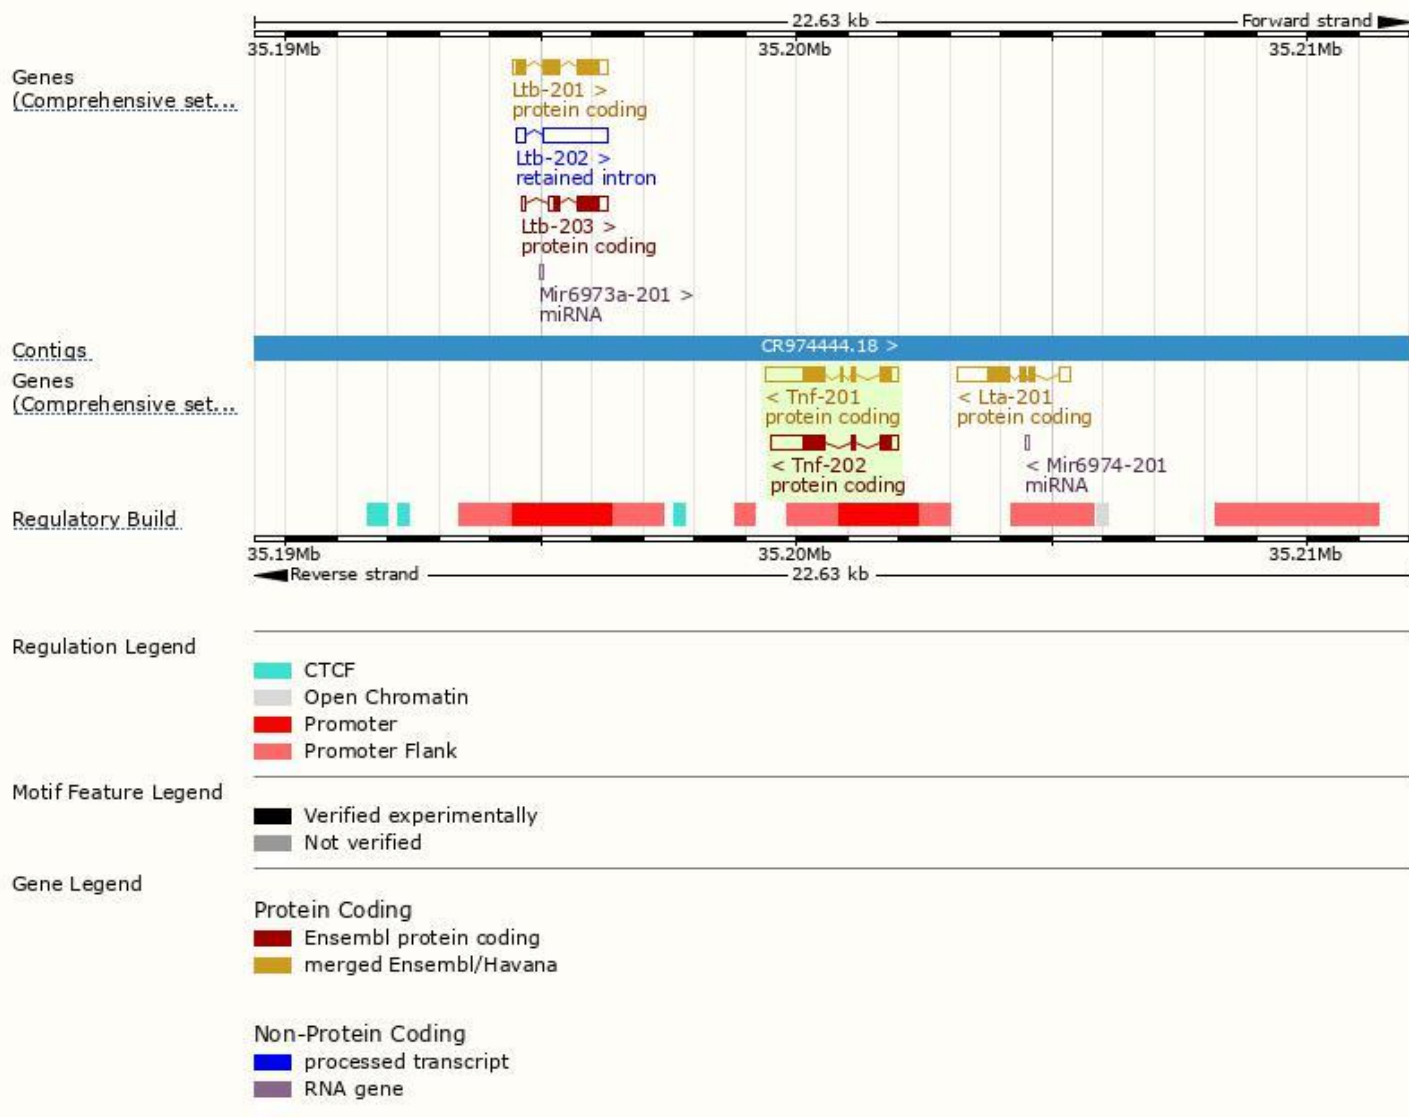 22.63 kb
Forward strand
35.19Mb 35.20Mb 35.21Mb
Genes
(Comprehensive set...
Ltb-201 >
protein coding
Ltb-202 >
retained intron
Ltb-203 >
protein coding
Mir6973a-201 >
miRNA
Contigs
CR974444.18 >
Genes
(Comprehensive set...
< Tnf-201
protein coding
< Lta-201
protein coding
< Tnf-202
protein coding
< Mir6974-201
miRNA
Regulatory Build
35.19Mb 35.20Mb 35.21Mb
Reverse strand
22.63 kb
Regulation Legend
CTCF
Open Chromatin
Promoter
Promoter Flank
Motif Feature Legend
Verified experimentally
Not verified
Gene Legend
Protein Coding
Ensembl protein coding
merged Ensembl/Havana
Non-Protein Coding
processed transcript
RNA gene